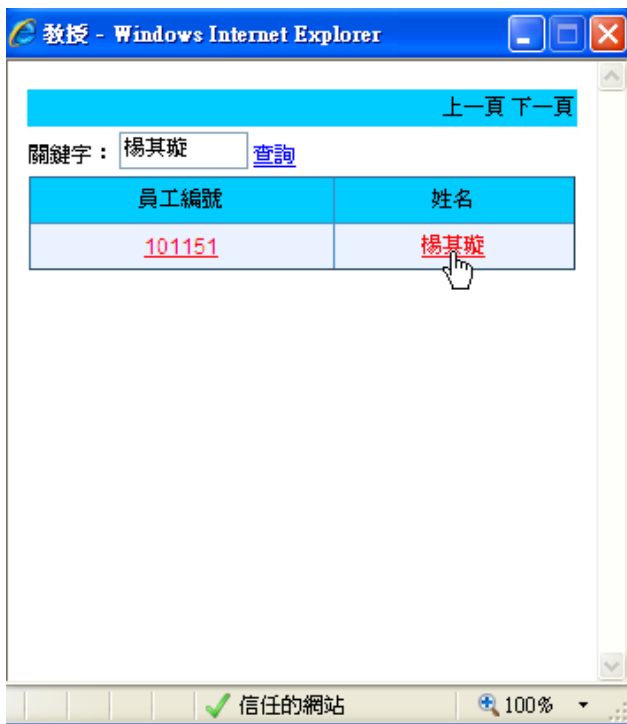 教授 - Windows Internet Explorer
上一頁 下一頁
關鍵字： 楊其璇 查詢
員工編號 姓名
101151 楊其璇
信任的網站 100%